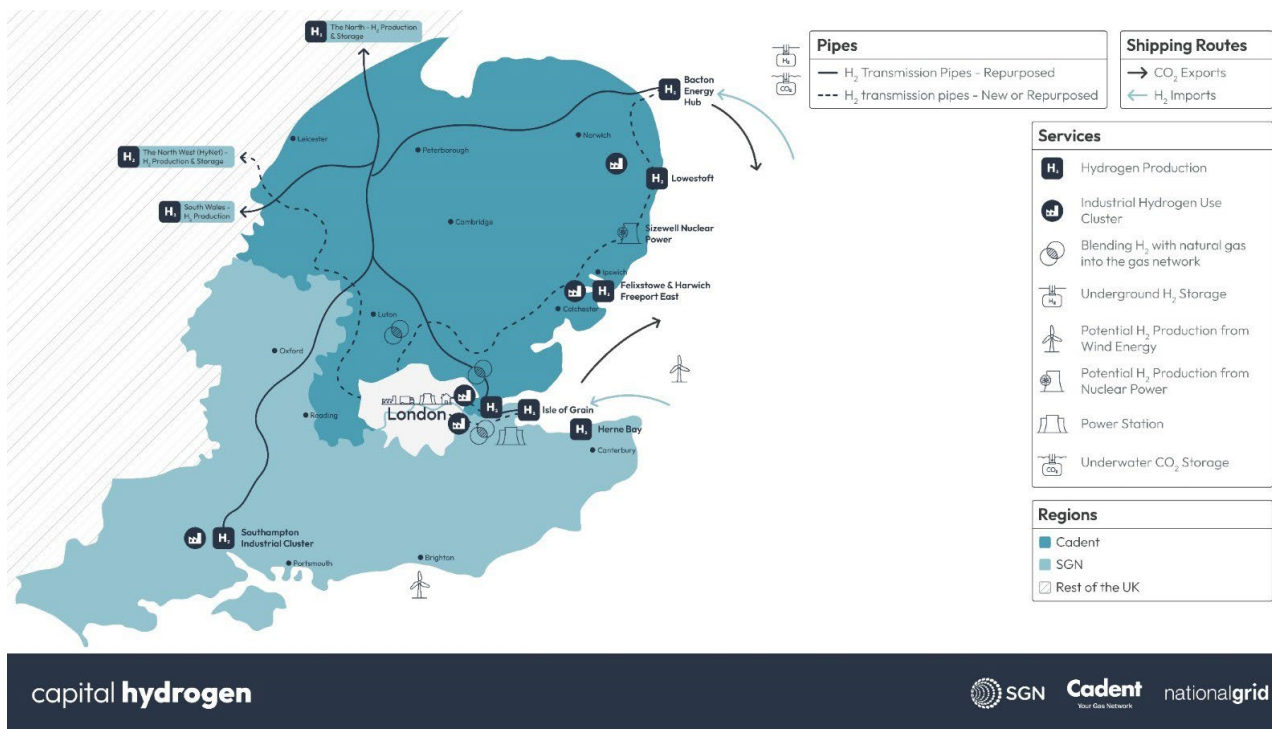 The North - H₂ Production
& Storage
Bacton
Energy
Hub
Leicester
Norwich
Peterborough
The North West (HyNet) -
H₂ Production & Storage
Lowestoft
South Wales -
H₂ Production
Cambridge
Sizewell Nuclear
Power
Ipswich
Felixstowe & Harwich
Freeport East
Colchester
Luton
Oxford
London
Isle of Grain
Reading
Herne Bay
Canterbury
Southampton
Industrial Cluster
Portsmouth
Brighton
H₂
CO₂
Pipes
H₂ Transmission Pipes - Repurposed
H₂ transmission pipes - New or Repurposed
Shipping Routes
CO₂ Exports
H₂ Imports
Services
H₂ Hydrogen Production
Industrial Hydrogen Use
Cluster
Blending H₂ with natural gas
into the gas network
H₂ Underground H₂ Storage
Potential H₂ Production from
Wind Energy
Potential H₂ Production from
Nuclear Power
Power Station
CO₂ Underwater CO₂ Storage
Regions
Cadent
SGN
Rest of the UK
capital hydrogen
SGN
Cadent
Your Gas Network
nationalgrid